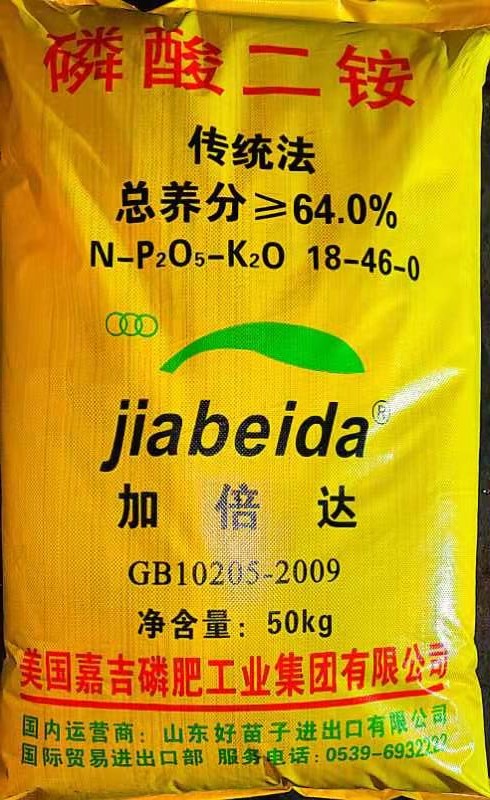 磷酸二铵
传统法
总养分≥64.0%
N-P₂O₅-K₂O 18-46-0
jiabeida®
加倍达
GB10205-2009
净含量：50kg
美国嘉吉磷肥工业集团有限公司
国内运营商：山东好苗子进出口有限公司
国际贸易进出口部 服务电话：0539-6932222